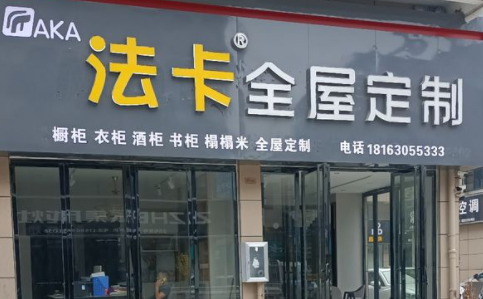 FAKA 法卡® 全屋定制
橱柜 衣柜 酒柜 书柜 榻榻米 全屋定制 电话 18163055333
空调